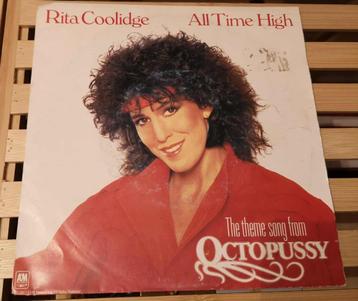 Rita Coolidge All Time High
The theme song from
OCTOPUSSY
A&M